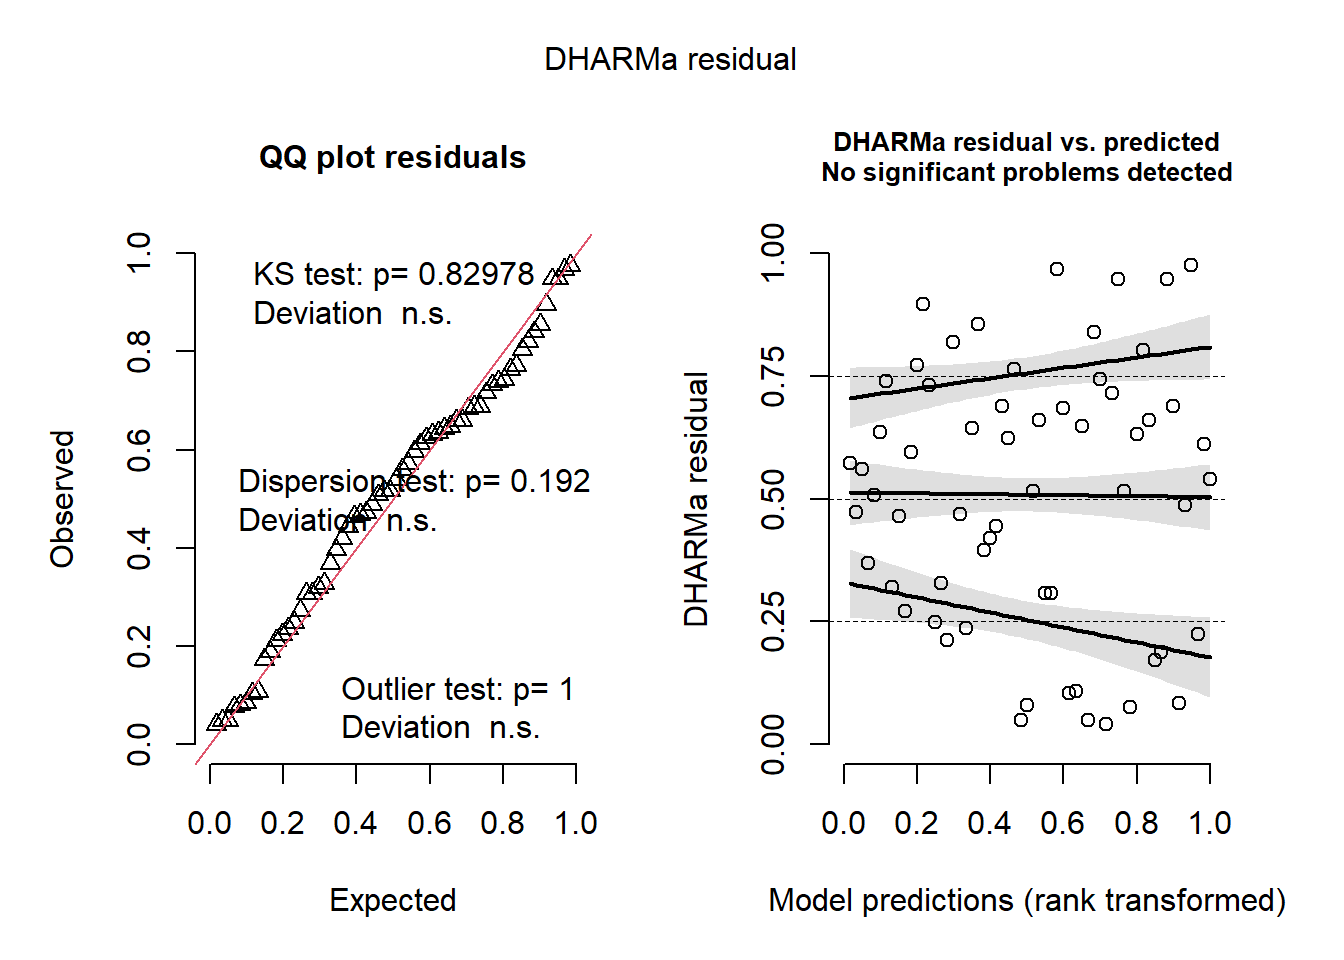 DHARMa residual
QQ plot residuals
KS test: p= 0.82978
Deviation  n.s.
Dispersion test: p= 0.192
Deviation  n.s.
Outlier test: p= 1
Deviation  n.s.
Observed
0.0 0.2 0.4 0.6 0.8 1.0
0.0 0.2 0.4 0.6 0.8 1.0
Expected
DHARMa residual vs. predicted
No significant problems detected
DHARMa residual
0.00 0.25 0.50 0.75 1.00
0.0 0.2 0.4 0.6 0.8 1.0
Model predictions (rank transformed)